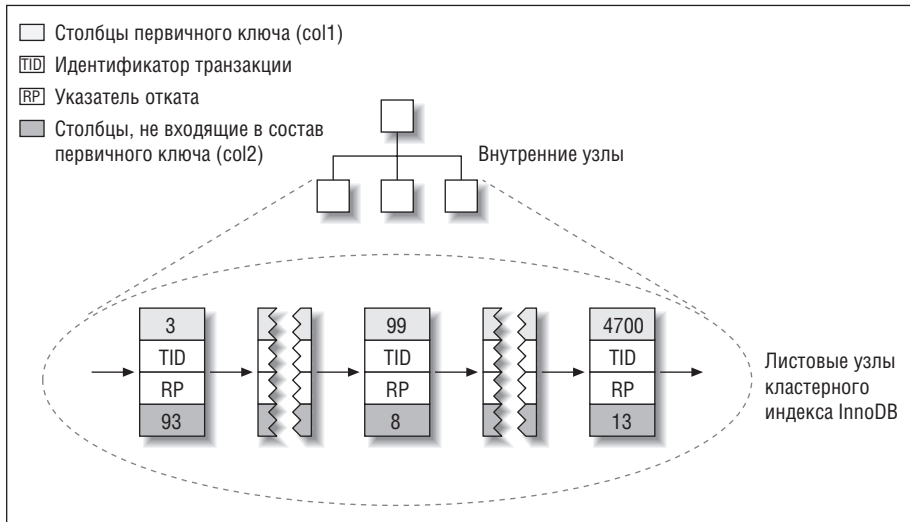 Столбцы первичного ключа (col1)
TID Идентификатор транзакции
RP Указатель отката
Столбцы, не входящие в состав
первичного ключа (col2)
Внутренние узлы
3
TID
RP
93
99
TID
RP
8
4700
TID
RP
13
Листовые узлы
кластерного
индекса InnoDB